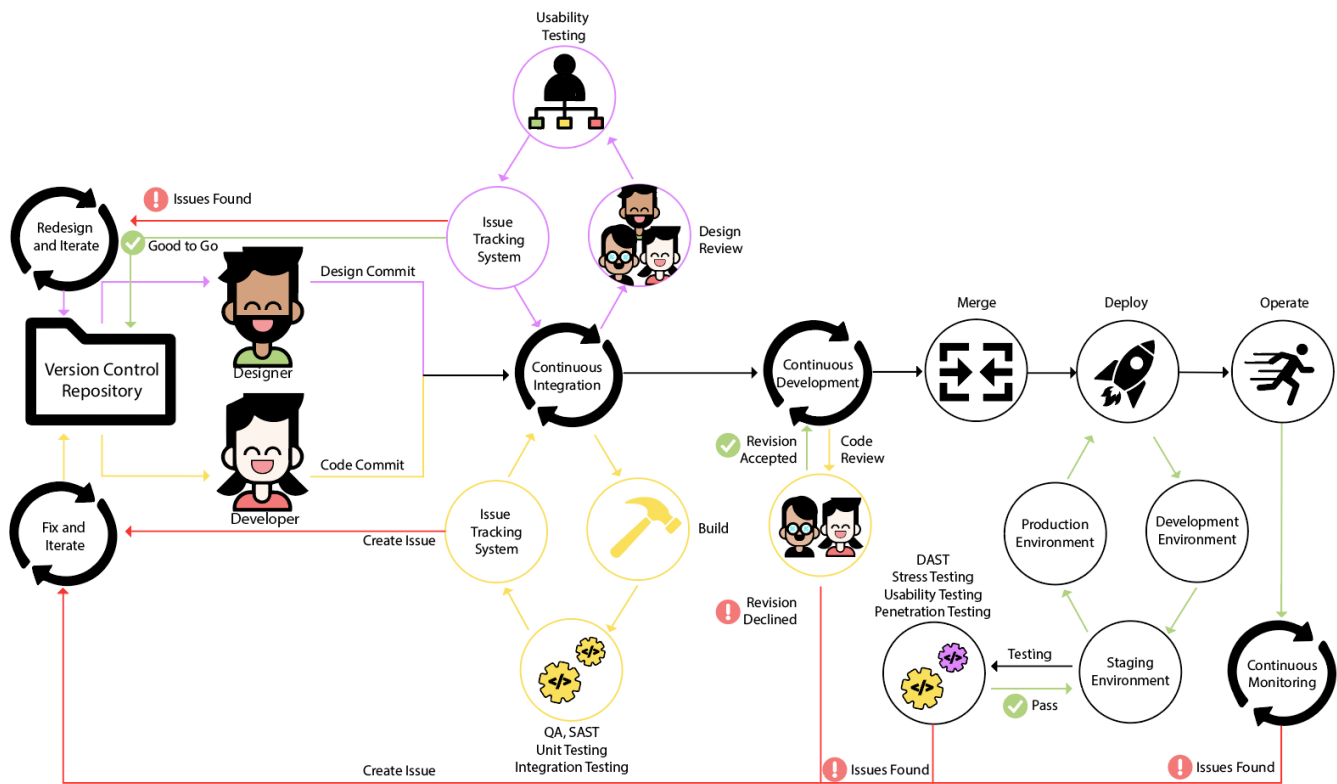 Usability
Testing
Issues Found
Redesign
and Iterate
Good to Go
Issue
Tracking
System
Design
Review
Design Commit
Version Control
Repository
Designer
Continuous
Integration
Continuous
Development
Merge
Deploy
Operate
Code Commit
Developer
Revision
Accepted
Code
Review
Fix and
Iterate
Create Issue
Issue
Tracking
System
Build
Production
Environment
Development
Environment
DAST
Stress Testing
Usability Testing
Penetration Testing
Revision
Declined
</>
</>
QA, SAST
Unit Testing
Integration Testing
</>
</>
Testing
Pass
Staging
Environment
Continuous
Monitoring
Create Issue
Issues Found
Issues Found